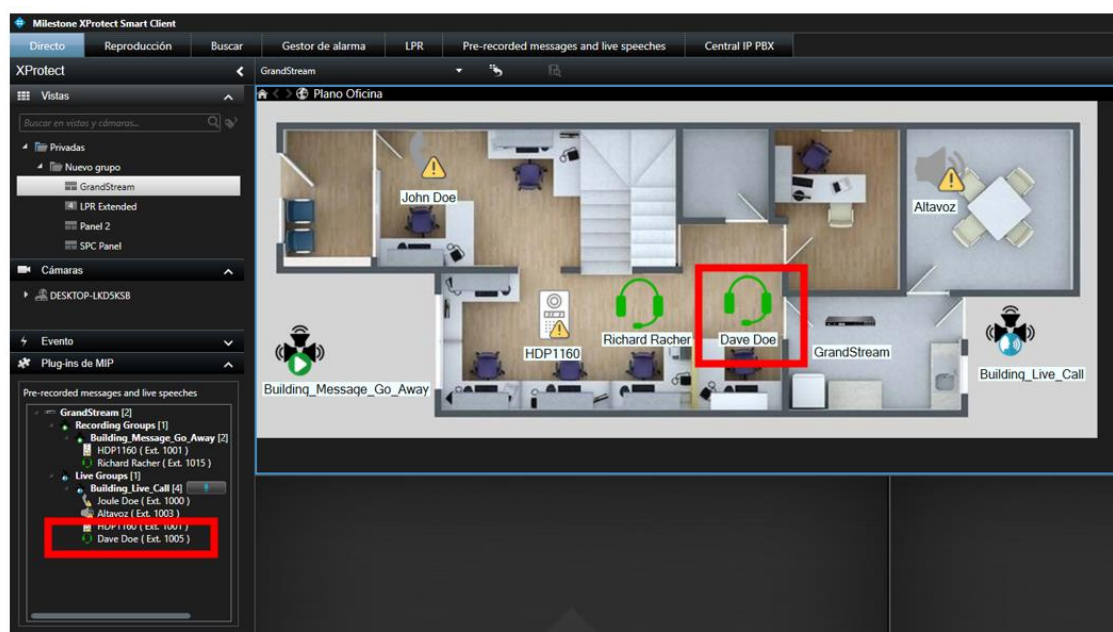 Milestone XProtect Smart Client
Directo Reproducción Buscar Gestor de alarma LPR Pre-recorded messages and live speeches Central IP PBX
XProtect
GrandStream
Vistas
Plano Oficina
Buscar en vistas y cámaras...
Privadas
Nuevo grupo
GrandStream
LPR Extended
Panel 2
SPC Panel
Cámaras
DESKTOP-LKD5KSB
Evento
Plug-ins de MIP
Pre-recorded messages and live speeches
GrandStream [2]
Recording Groups [1]
Building_Message_Go_Away [2]
HDP1160 ( Ext. 1001 )
Richard Racher ( Ext. 1015 )
Live Groups [1]
Building_Live_Call [4]
Joule Doe ( Ext. 1000 )
Altavoz ( Ext. 1003 )
HDP1160 ( Ext. 1001 )
Dave Doe ( Ext. 1005 )
John Doe
Altavoz
Richard Racher
Dave Doe
HDP1160
GrandStream
Building_Message_Go_Away
Building_Live_Call